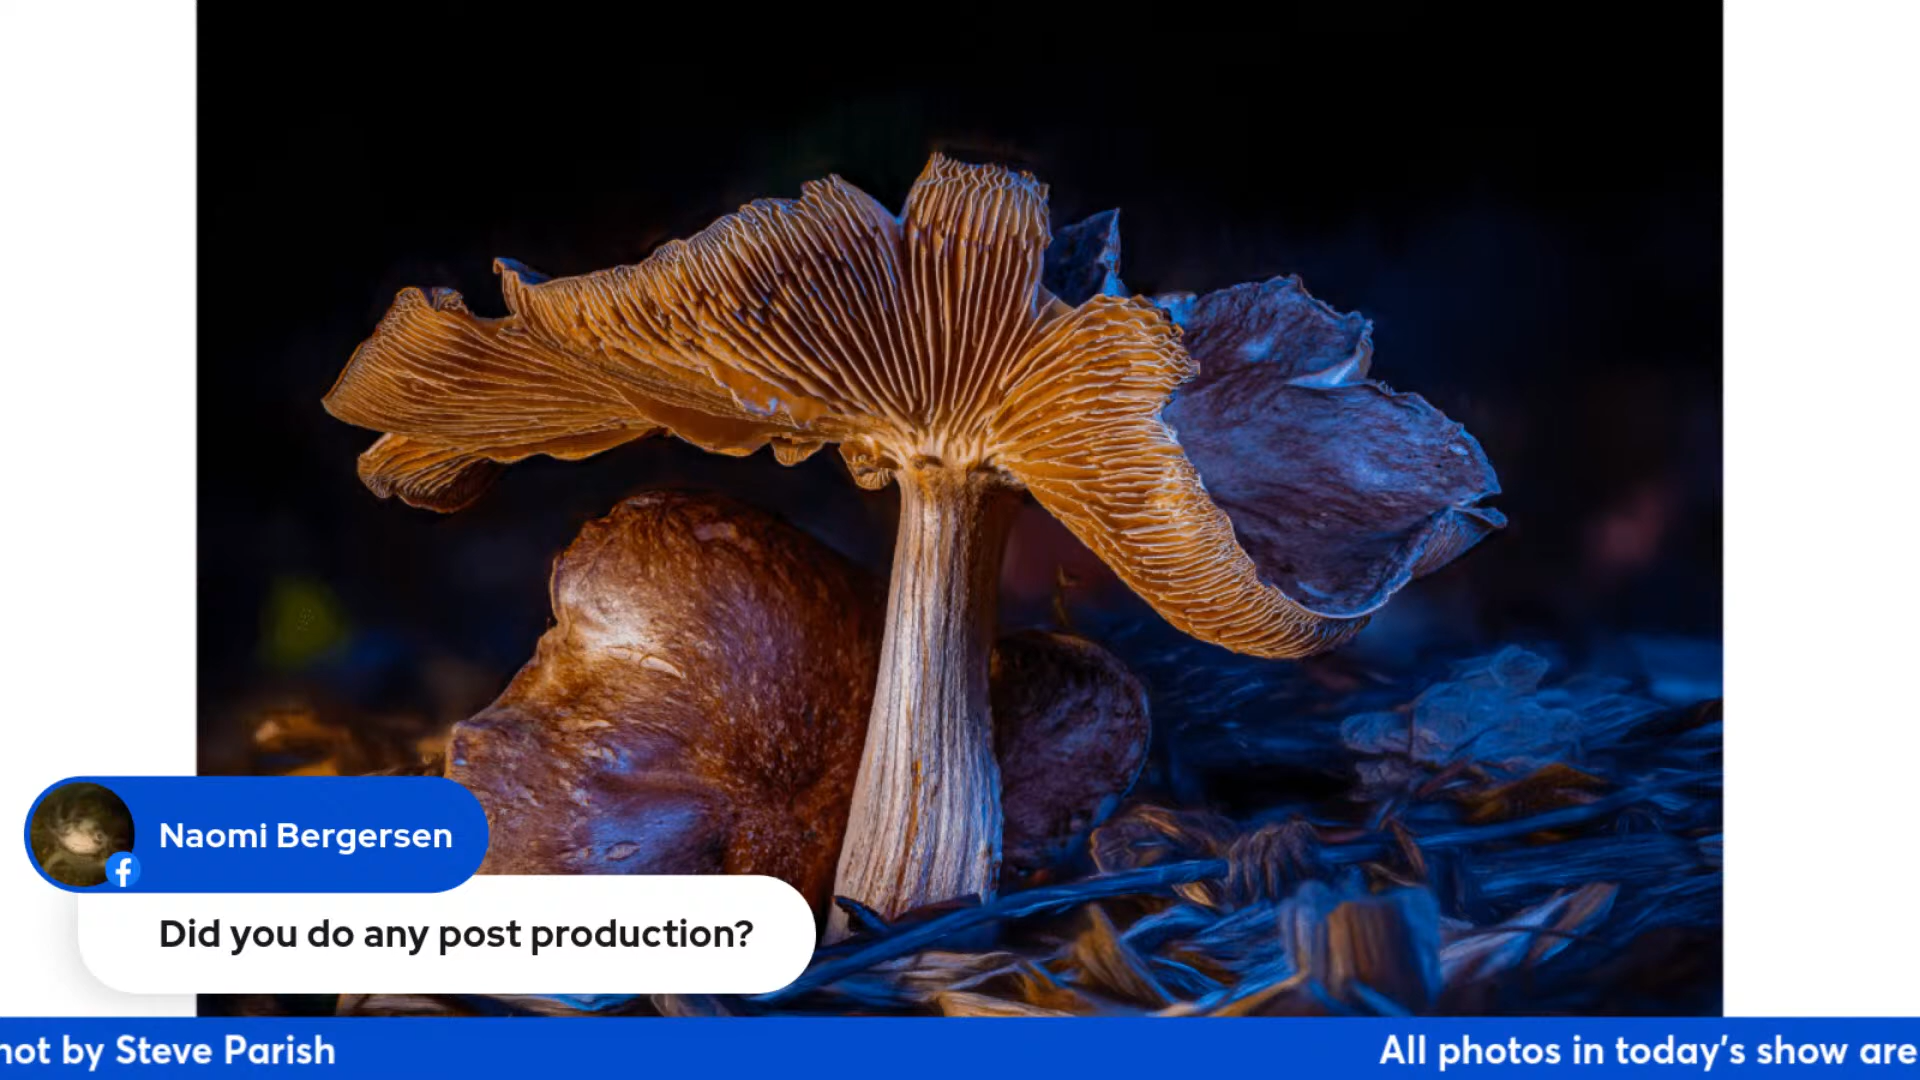 Naomi Bergersen
Did you do any post production?
by Steve Parish
All photos in today's show are